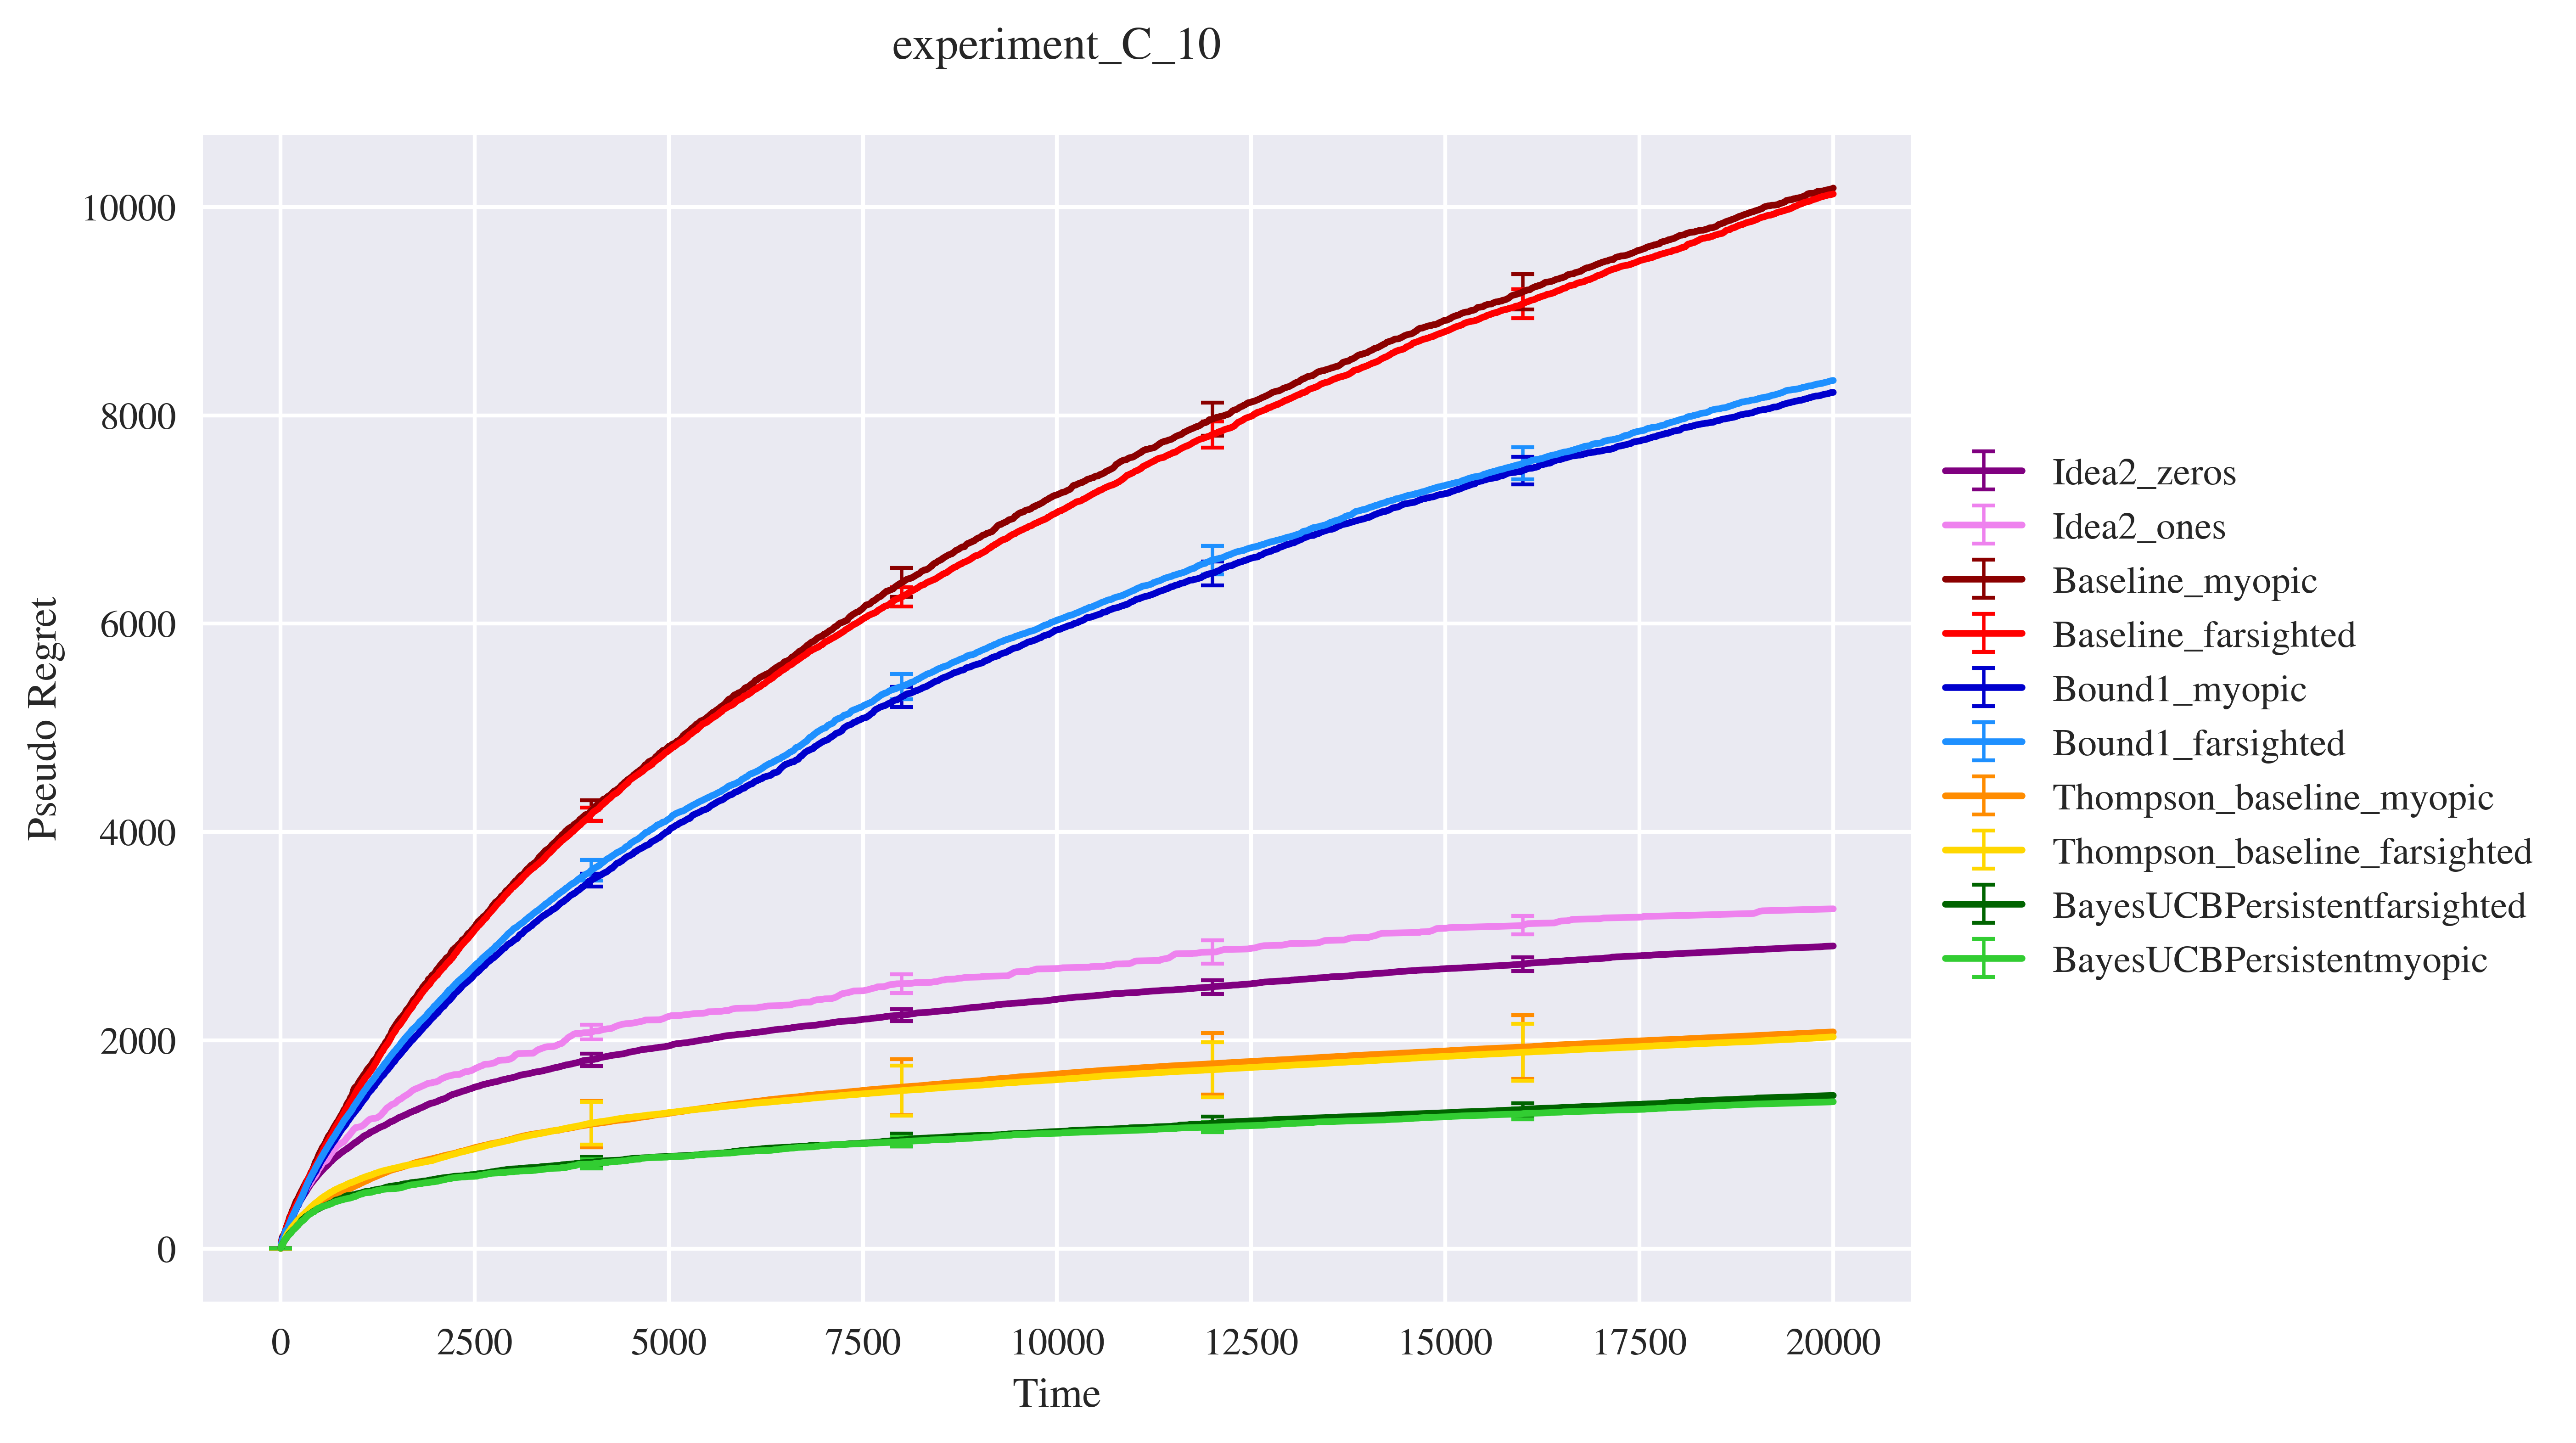 experiment_C_10
Pseudo Regret
10000
8000
6000
4000
2000
0
0 2500 5000 7500 10000 12500 15000 17500 20000
Time
Idea2_zeros
Idea2_ones
Baseline_myopic
Baseline_farsighted
Bound1_myopic
Bound1_farsighted
Thompson_baseline_myopic
Thompson_baseline_farsighted
BayesUCBPersistentfarsighted
BayesUCBPersistentmyopic